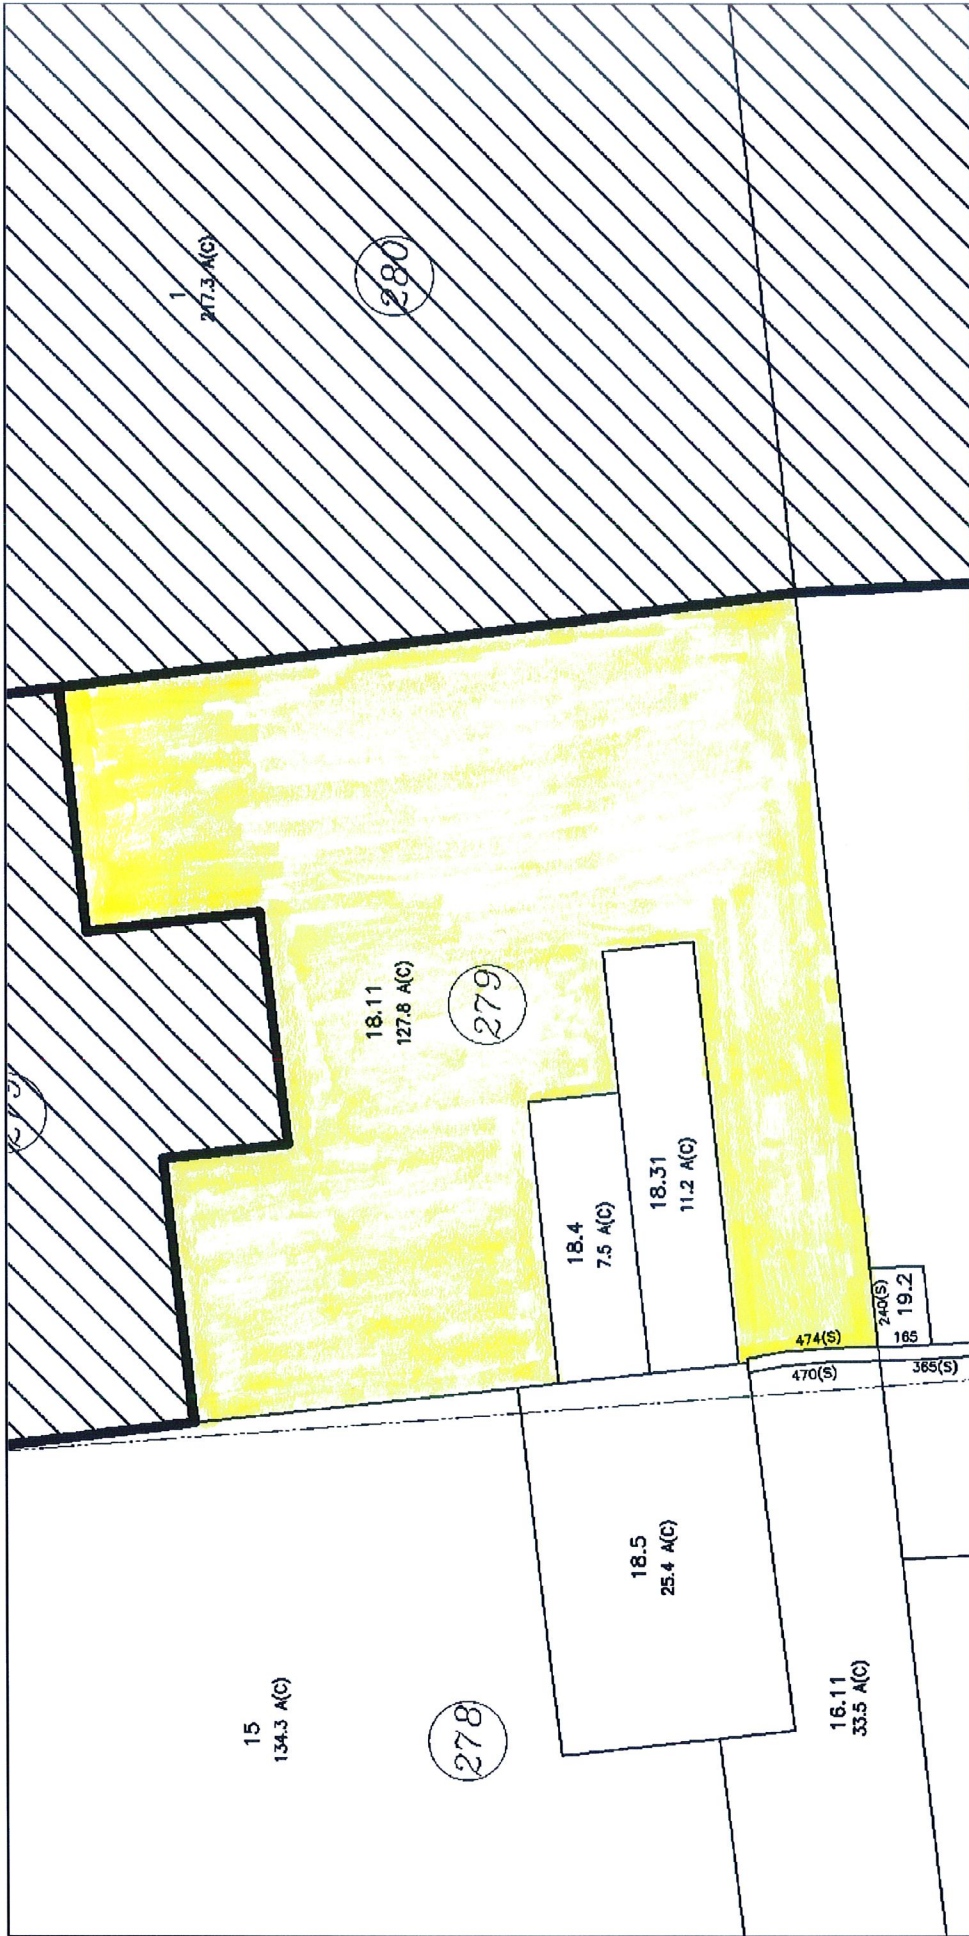 1
217.3 A(C)
280
18.11
127.8 A(C)
279
18.4
7.5 A(C)
18.31
11.2 A(C)
474(S)
240(S)
19.2
165
470(S)
365(S)
18.5
25.4 A(C)
15
134.3 A(C)
278
16.11
33.5 A(C)